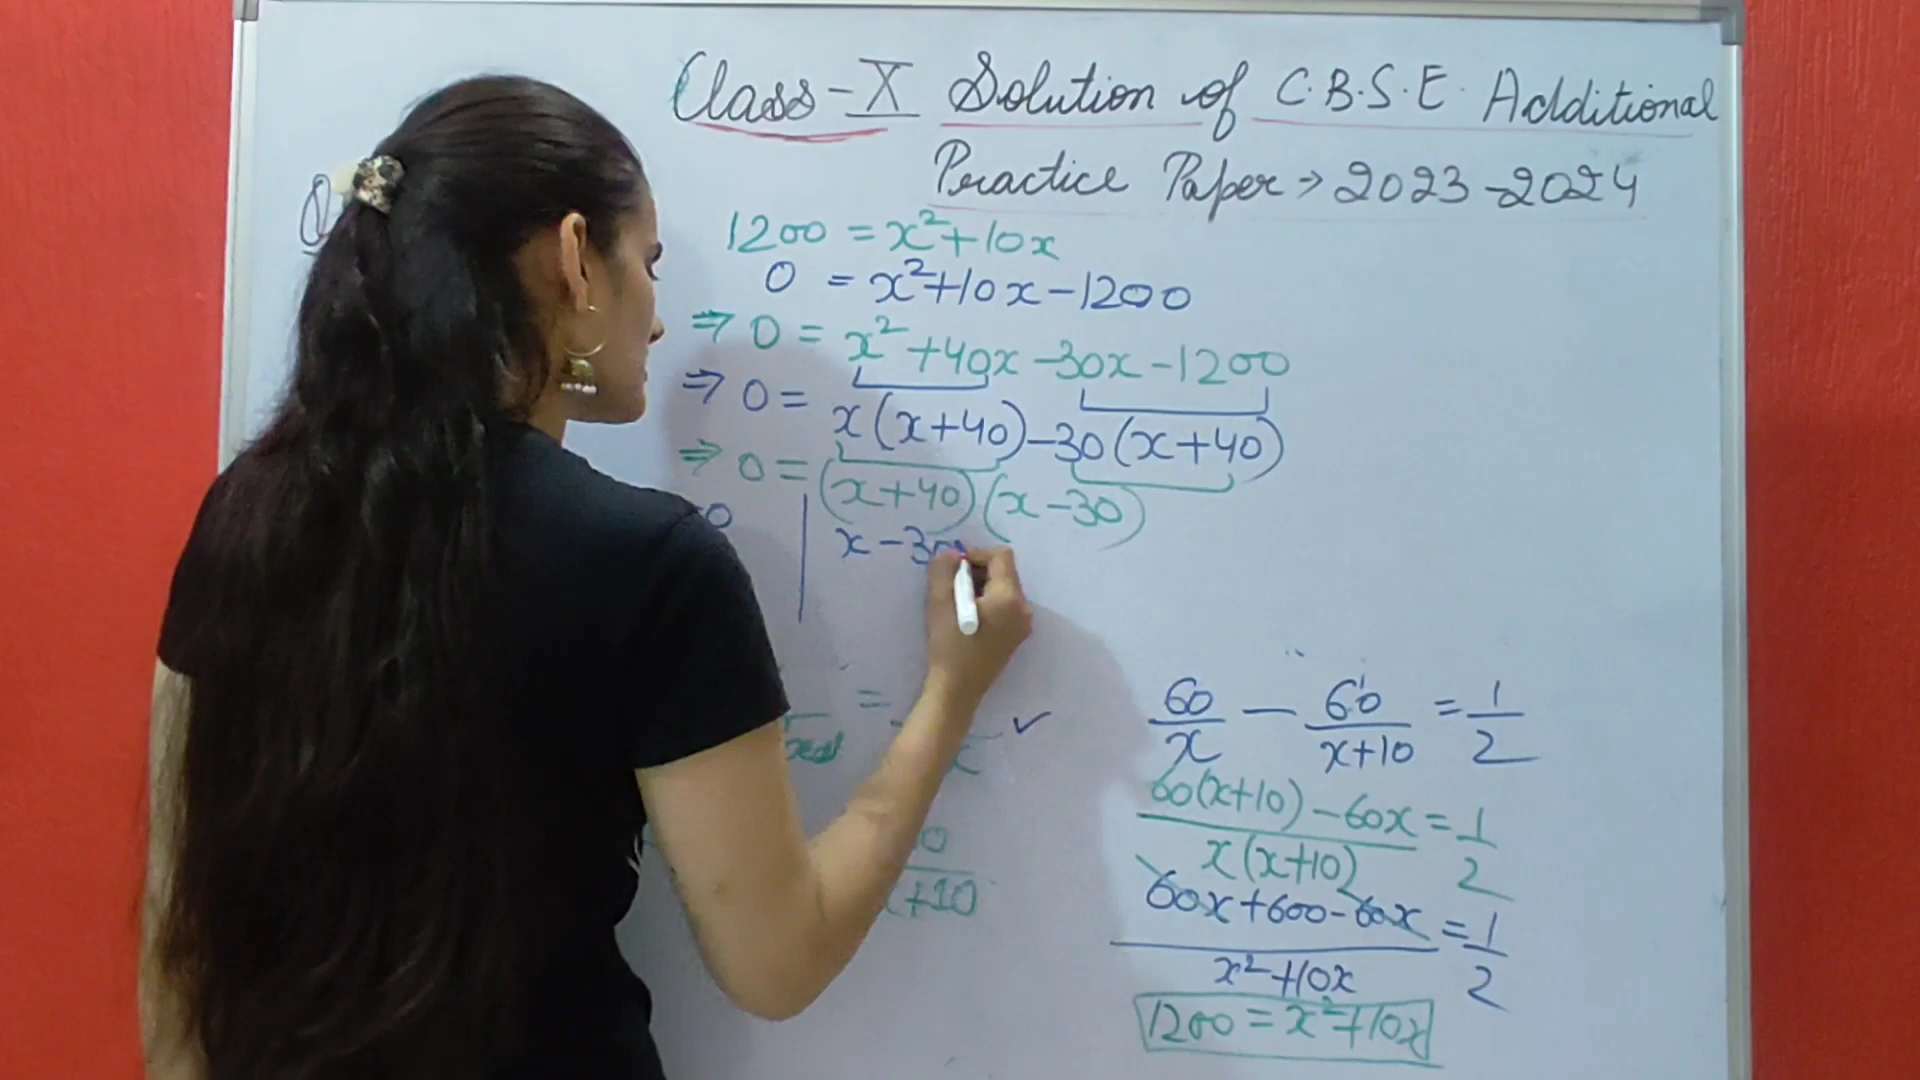 Class-X Solution of C.B.S.E. Additional
Practice Paper → 2023-2024
1200 = x²+10x
0 = x²+10x-1200
⇒ 0 = x²+40x-30x-1200
⇒ 0 = x(x+40)-30(x+40)
⇒ 0 = (x+40)(x-30)
x-30
60/x - 60/x+10 = 1/2
60(x+10)-60x/x(x+10) = 1/2
60x+600-60x/x²+10x = 1/2
1200 = x²+10x